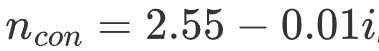 n_{con} = 2.55 − 0.01i,